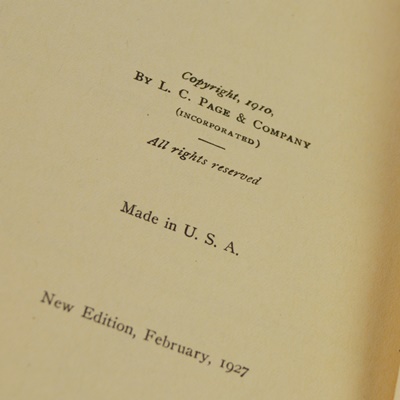 Copyright, 1910,
BY L. C. PAGE & COMPANY
(INCORPORATED)
All rights reserved
Made in U. S. A.
New Edition, February, 1927